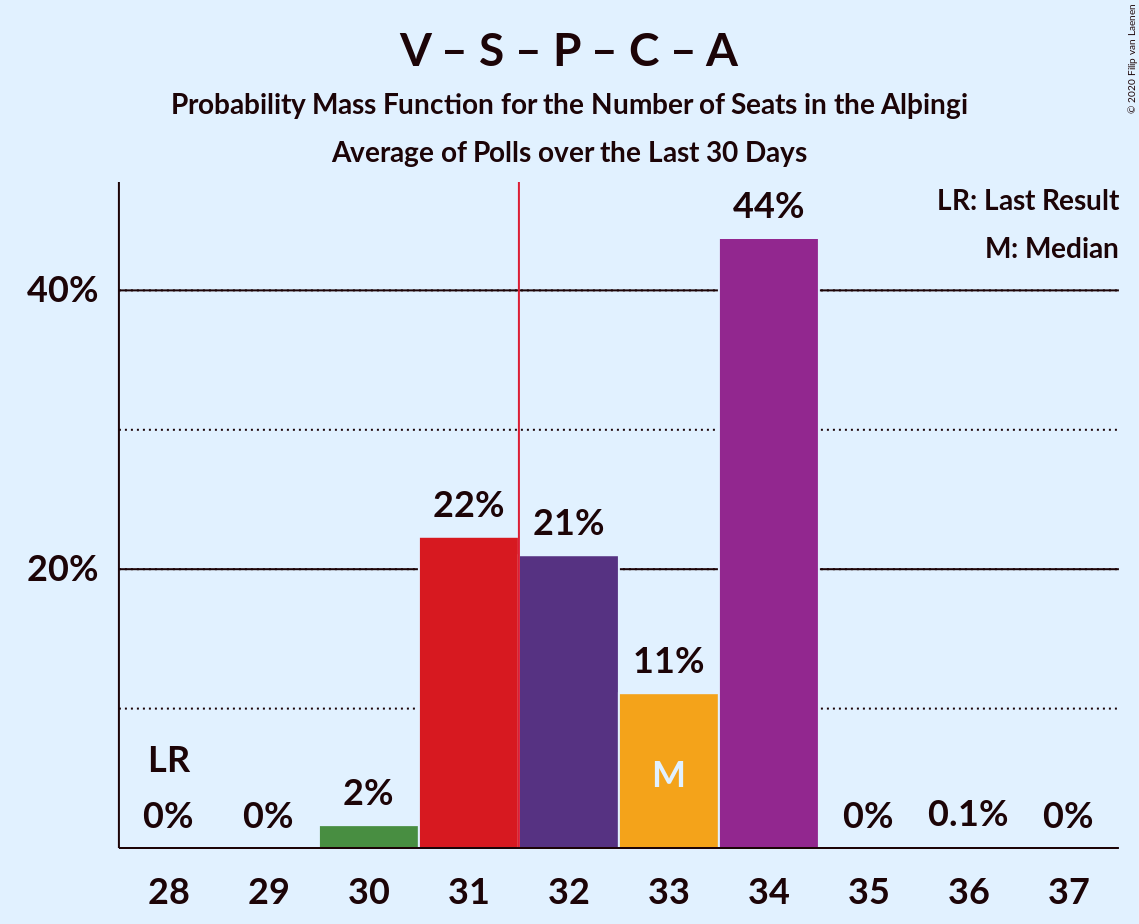 V – S – P – C – A
Probability Mass Function for the Number of Seats in the Alþingi
Average of Polls over the Last 30 Days
© 2020 Filip van Laenen
LR: Last Result
M: Median
44%
40%
22%
21%
20%
11%
M
LR
0%
0%
2%
0%
0.1%
0%
28
29
30
31
32
33
34
35
36
37